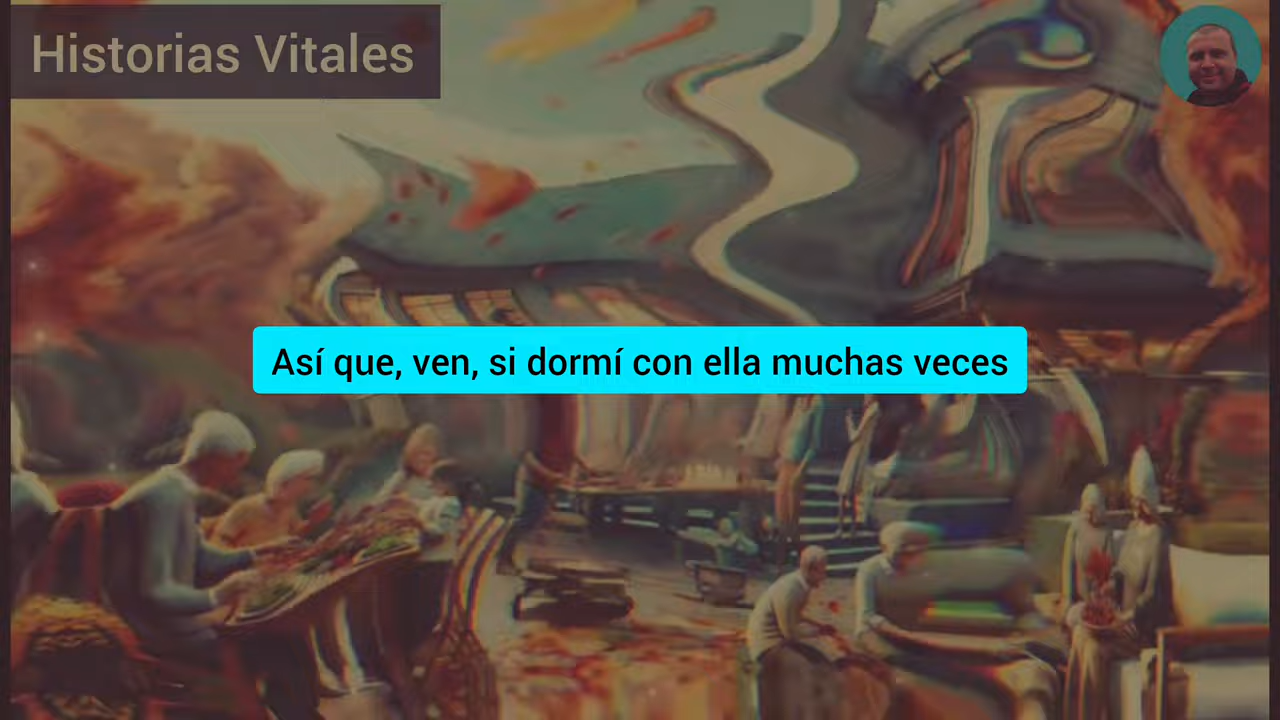 Historias Vitales
Así que, ven, si dormí con ella muchas veces